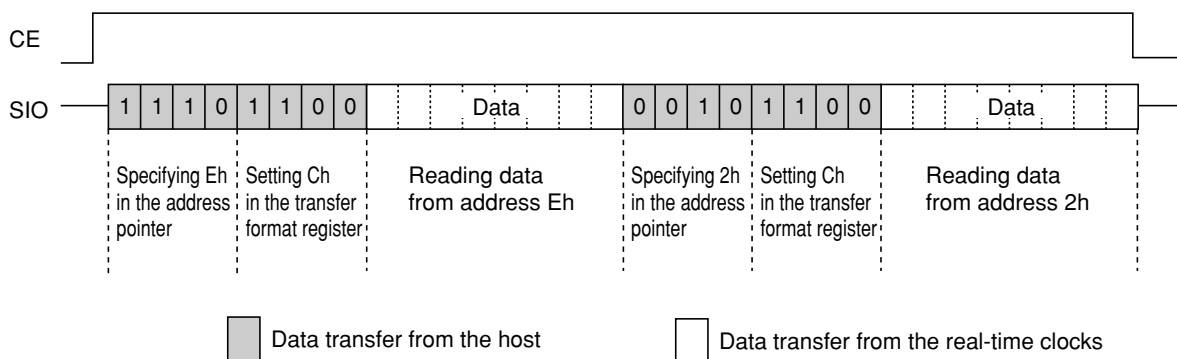 CE
SIO
1 1 1 0 1 1 0 0 Data 0 0 1 0 1 1 0 0 Data
Specifying Eh
in the address
pointer
Setting Ch
in the transfer
format register
Reading data
from address Eh
Specifying 2h
in the address
pointer
Setting Ch
in the transfer
format register
Reading data
from address 2h
Data transfer from the host
Data transfer from the real-time clocks